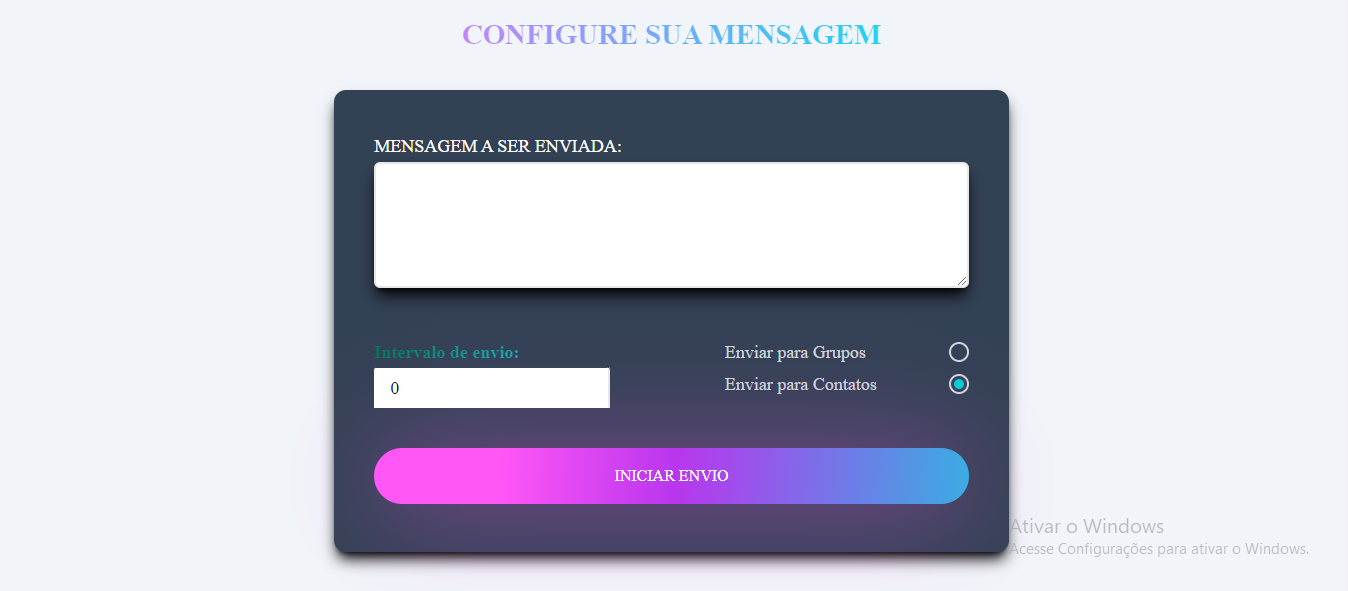 CONFIGURE SUA MENSAGEM
MENSAGEM A SER ENVIADA:
Intervalo de envio:
0
Enviar para Grupos
Enviar para Contatos
INICIAR ENVIO
Ativar o Windows
Acesse Configurações para ativar o Windows.